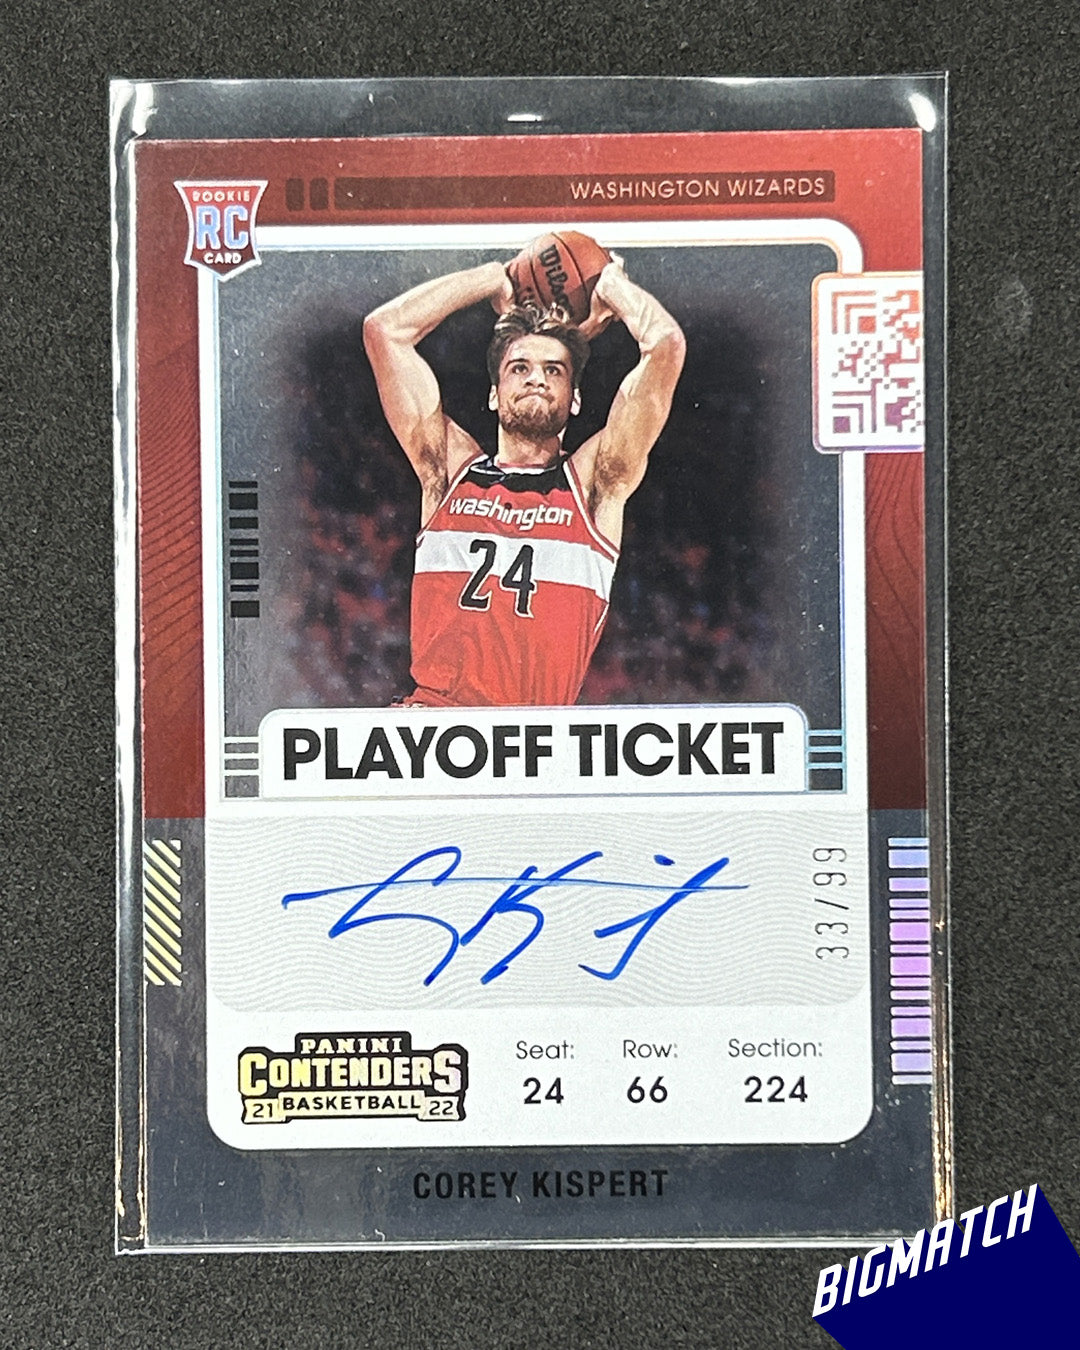 ROOKIE
RC
CARD
WASHINGTON WIZARDS
Wilson
washington
24
PLAYOFF TICKET
33/99
PANINI
CONTENDERS
21 BASKETBALL 22
Seat: Row: Section:
24 66 224
COREY KISPERT
BIGMATCH